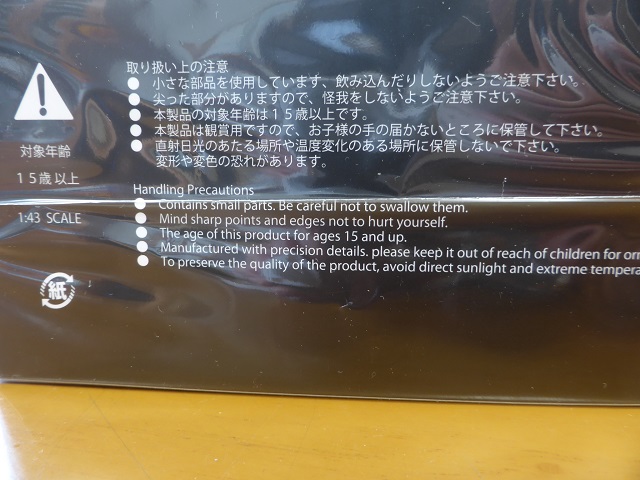 取り扱い上の注意
● 小さな部品を使用しています、飲み込んだりしないようご注意下さい。
● 尖った部分がありますので、怪我をしないようご注意下さい。
● 本製品の対象年齢は１５歳以上です。
● 本製品は観賞用ですので、お子様の手の届かないところに保管して下さい。
● 直射日光のあたる場所や温度変化のある場所に保管しないで下さい。
変形や変色の恐れがあります。
対象年齢
１５歳以上
1:43 SCALE
Handling Precautions
● Contains small parts. Be careful not to swallow them.
● Mind sharp points and edges not to hurt yourself.
● The age of this product for ages 15 and up.
● Manufactured with precision details. please keep it out of reach of children for orn
● To preserve the quality of the product, avoid direct sunlight and extreme tempera
紙